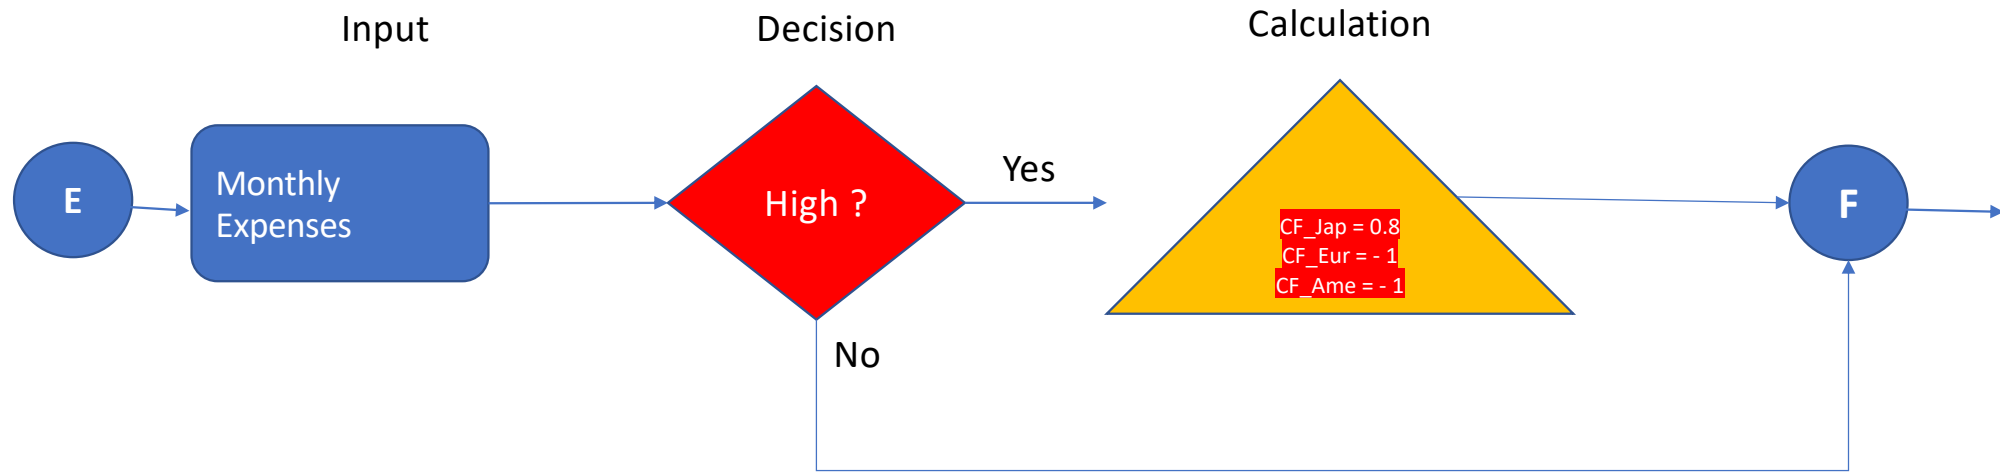 Input
Decision
Calculation
E
Monthly
Expenses
High ?
Yes
CF_Jap = 0.8
CF_Eur = - 1
CF_Ame = - 1
F
No